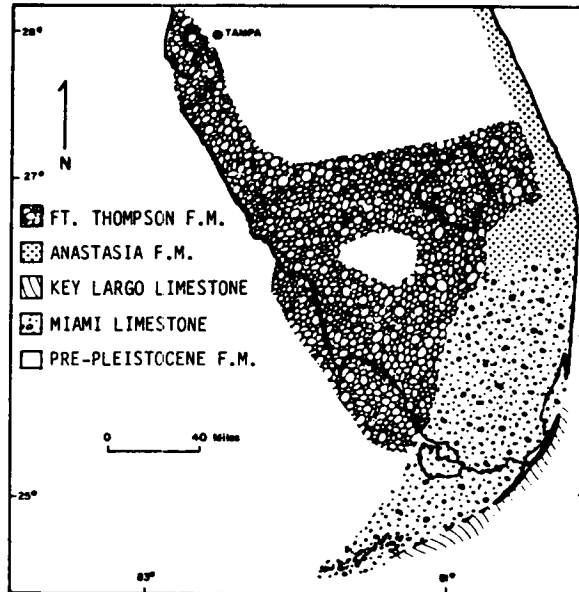 28°
TAMPA
N
27°
FT. THOMPSON F.M.
ANASTASIA F.M.
KEY LARGO LIMESTONE
MIAMI LIMESTONE
PRE-PLEISTOCENE F.M.
0 40 Miles
25°
83° 81°